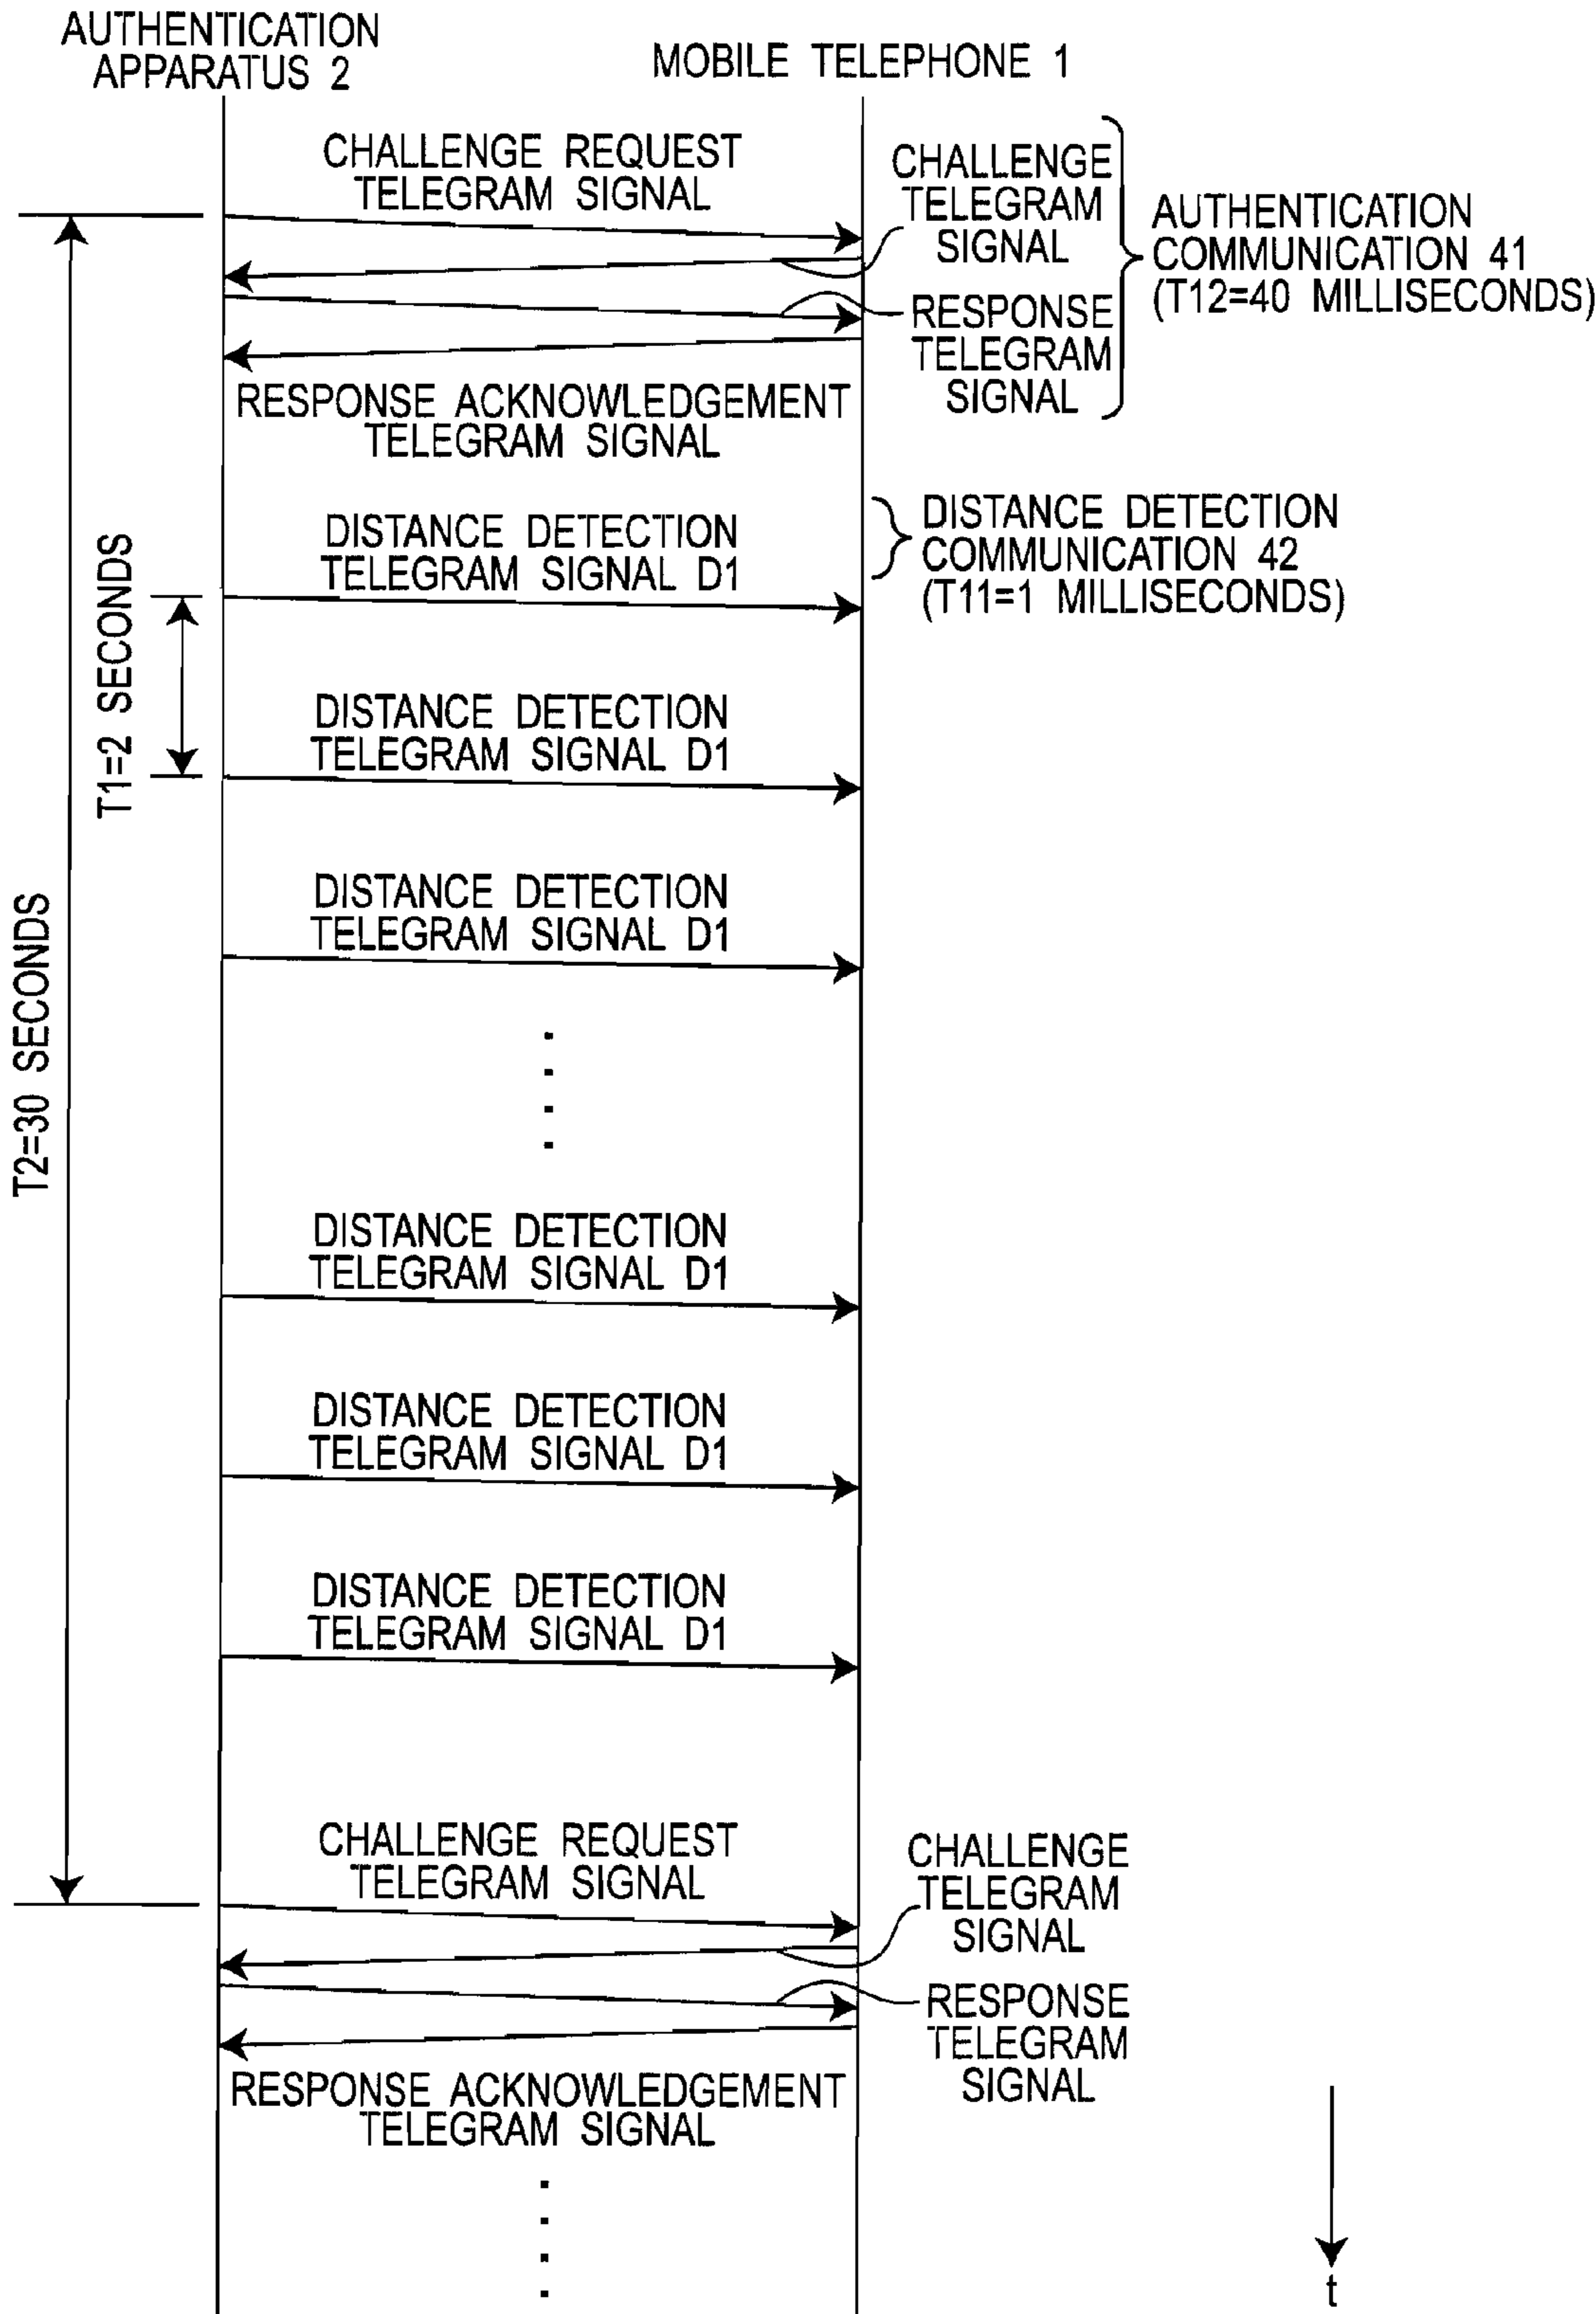 AUTHENTICATION
APPARATUS 2
MOBILE TELEPHONE 1
CHALLENGE REQUEST
TELEGRAM SIGNAL
CHALLENGE
TELEGRAM
SIGNAL
AUTHENTICATION
COMMUNICATION 41
(T12=40 MILLISECONDS)
RESPONSE
TELEGRAM
SIGNAL
RESPONSE ACKNOWLEDGEMENT
TELEGRAM SIGNAL
DISTANCE DETECTION
COMMUNICATION 42
(T11=1 MILLISECONDS)
DISTANCE DETECTION
TELEGRAM SIGNAL D1
T1=2 SECONDS
DISTANCE DETECTION
TELEGRAM SIGNAL D1
DISTANCE DETECTION
TELEGRAM SIGNAL D1
T2=30 SECONDS
DISTANCE DETECTION
TELEGRAM SIGNAL D1
DISTANCE DETECTION
TELEGRAM SIGNAL D1
DISTANCE DETECTION
TELEGRAM SIGNAL D1
CHALLENGE REQUEST
TELEGRAM SIGNAL
CHALLENGE
TELEGRAM
SIGNAL
RESPONSE
TELEGRAM
SIGNAL
RESPONSE ACKNOWLEDGEMENT
TELEGRAM SIGNAL
t